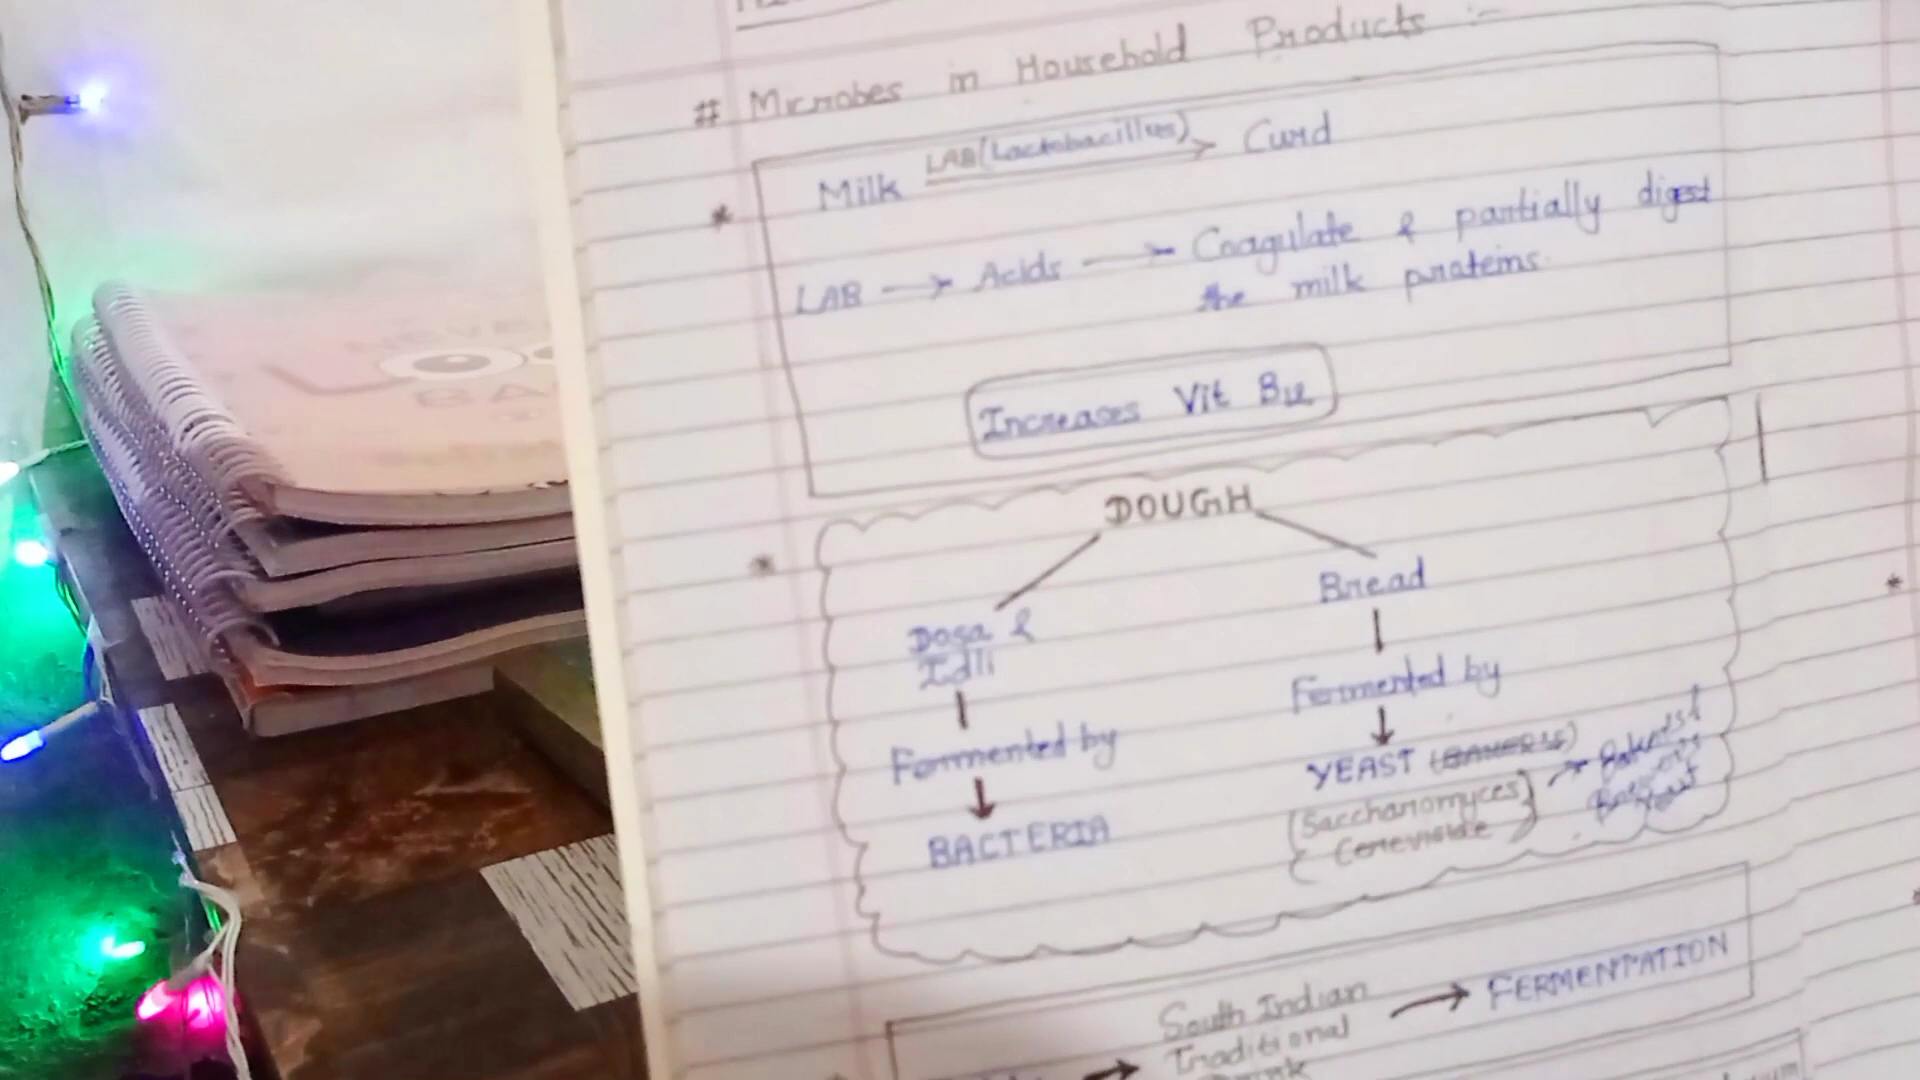 # Microbes in Household Products :-
* Milk LAB(Lactobacillus) → Curd
LAB → Acids → Coagulate & partially digest
the milk proteins.
Increases Vit B12
* DOUGH
Dosa &
Idli
Fermented by
↓
BACTERIA
Bread
Fermented by
↓
YEAST
(Saccharomyces
Cerevisiae)
→
South Indian
Traditional
Drink
→ FERMENTATION